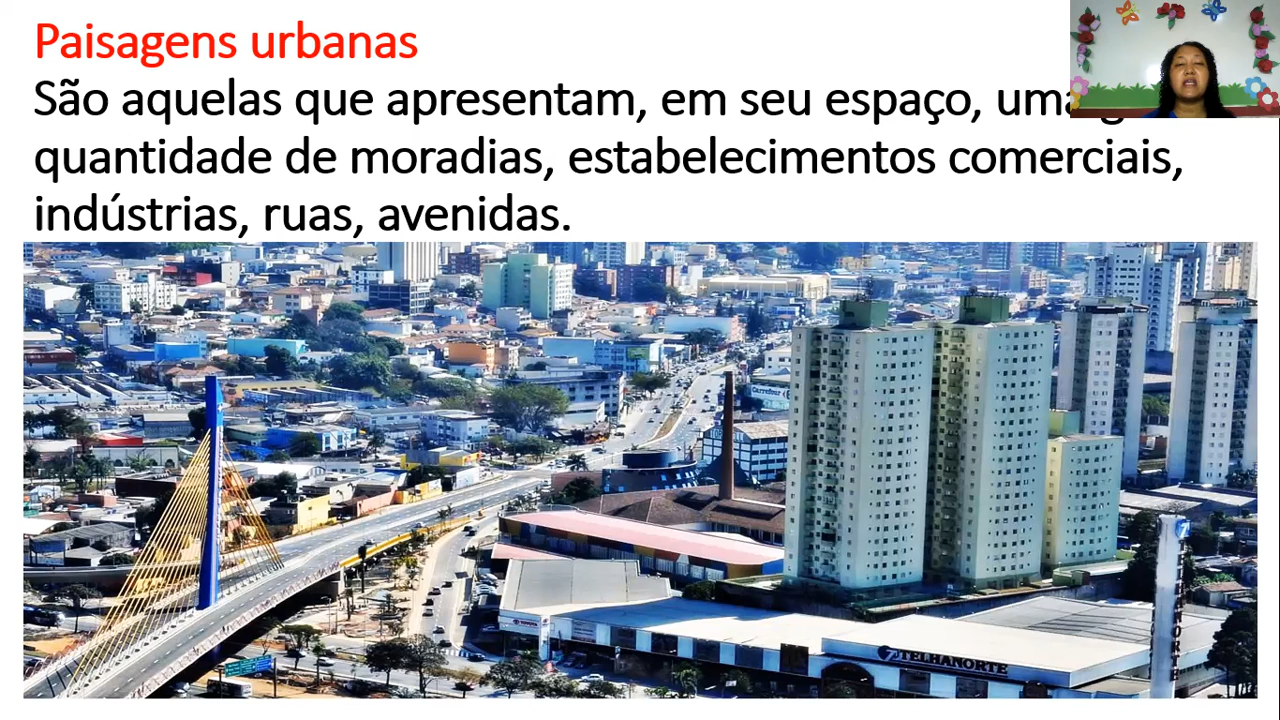 Paisagens urbanas
São aquelas que apresentam, em seu espaço, uma
quantidade de moradias, estabelecimentos comerciais,
indústrias, ruas, avenidas.
Carrefour
TELHANORTE